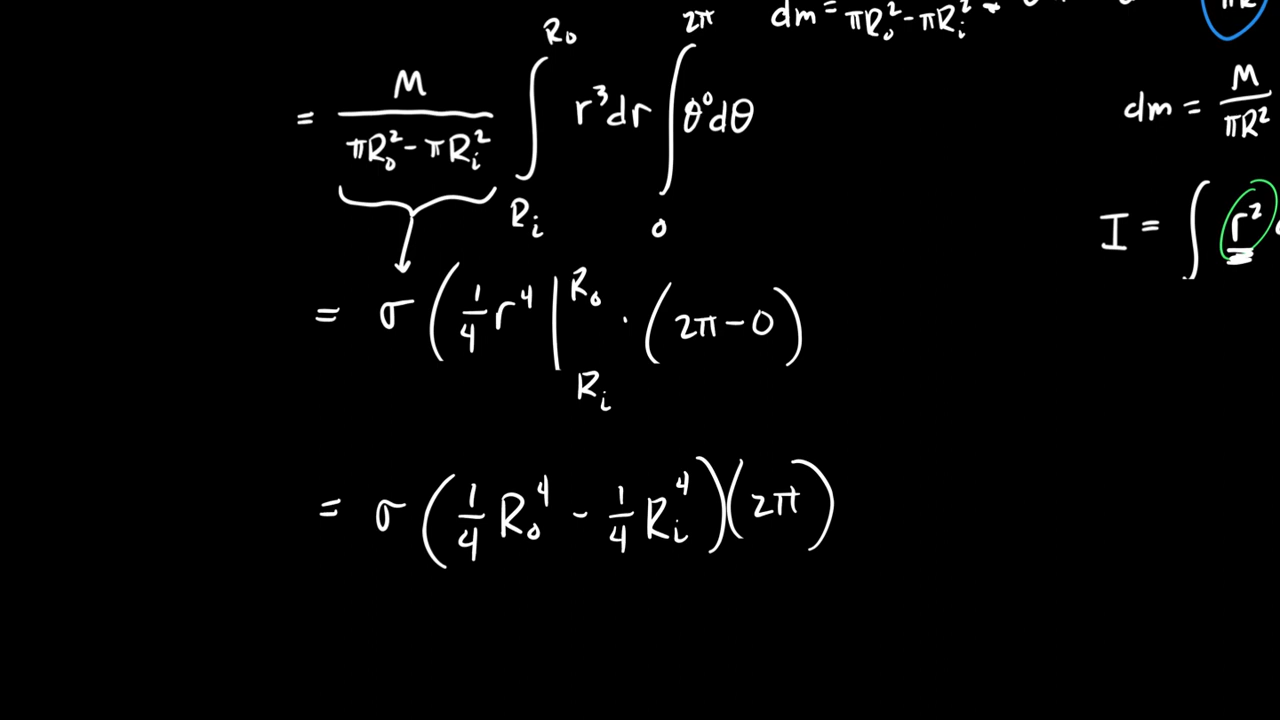 dm = πR₀² - πRᵢ²
= M / (πR₀² - πRᵢ²) ∫_{Rᵢ}^{R₀} r³dr ∫_0^{2π} θ⁰dθ
dm = M / πR²
I = ∫ r²
= σ (¼ r⁴ |_{Rᵢ}^{R₀} · (2π - 0)
= σ (¼ R₀⁴ - ¼ Rᵢ⁴)(2π)